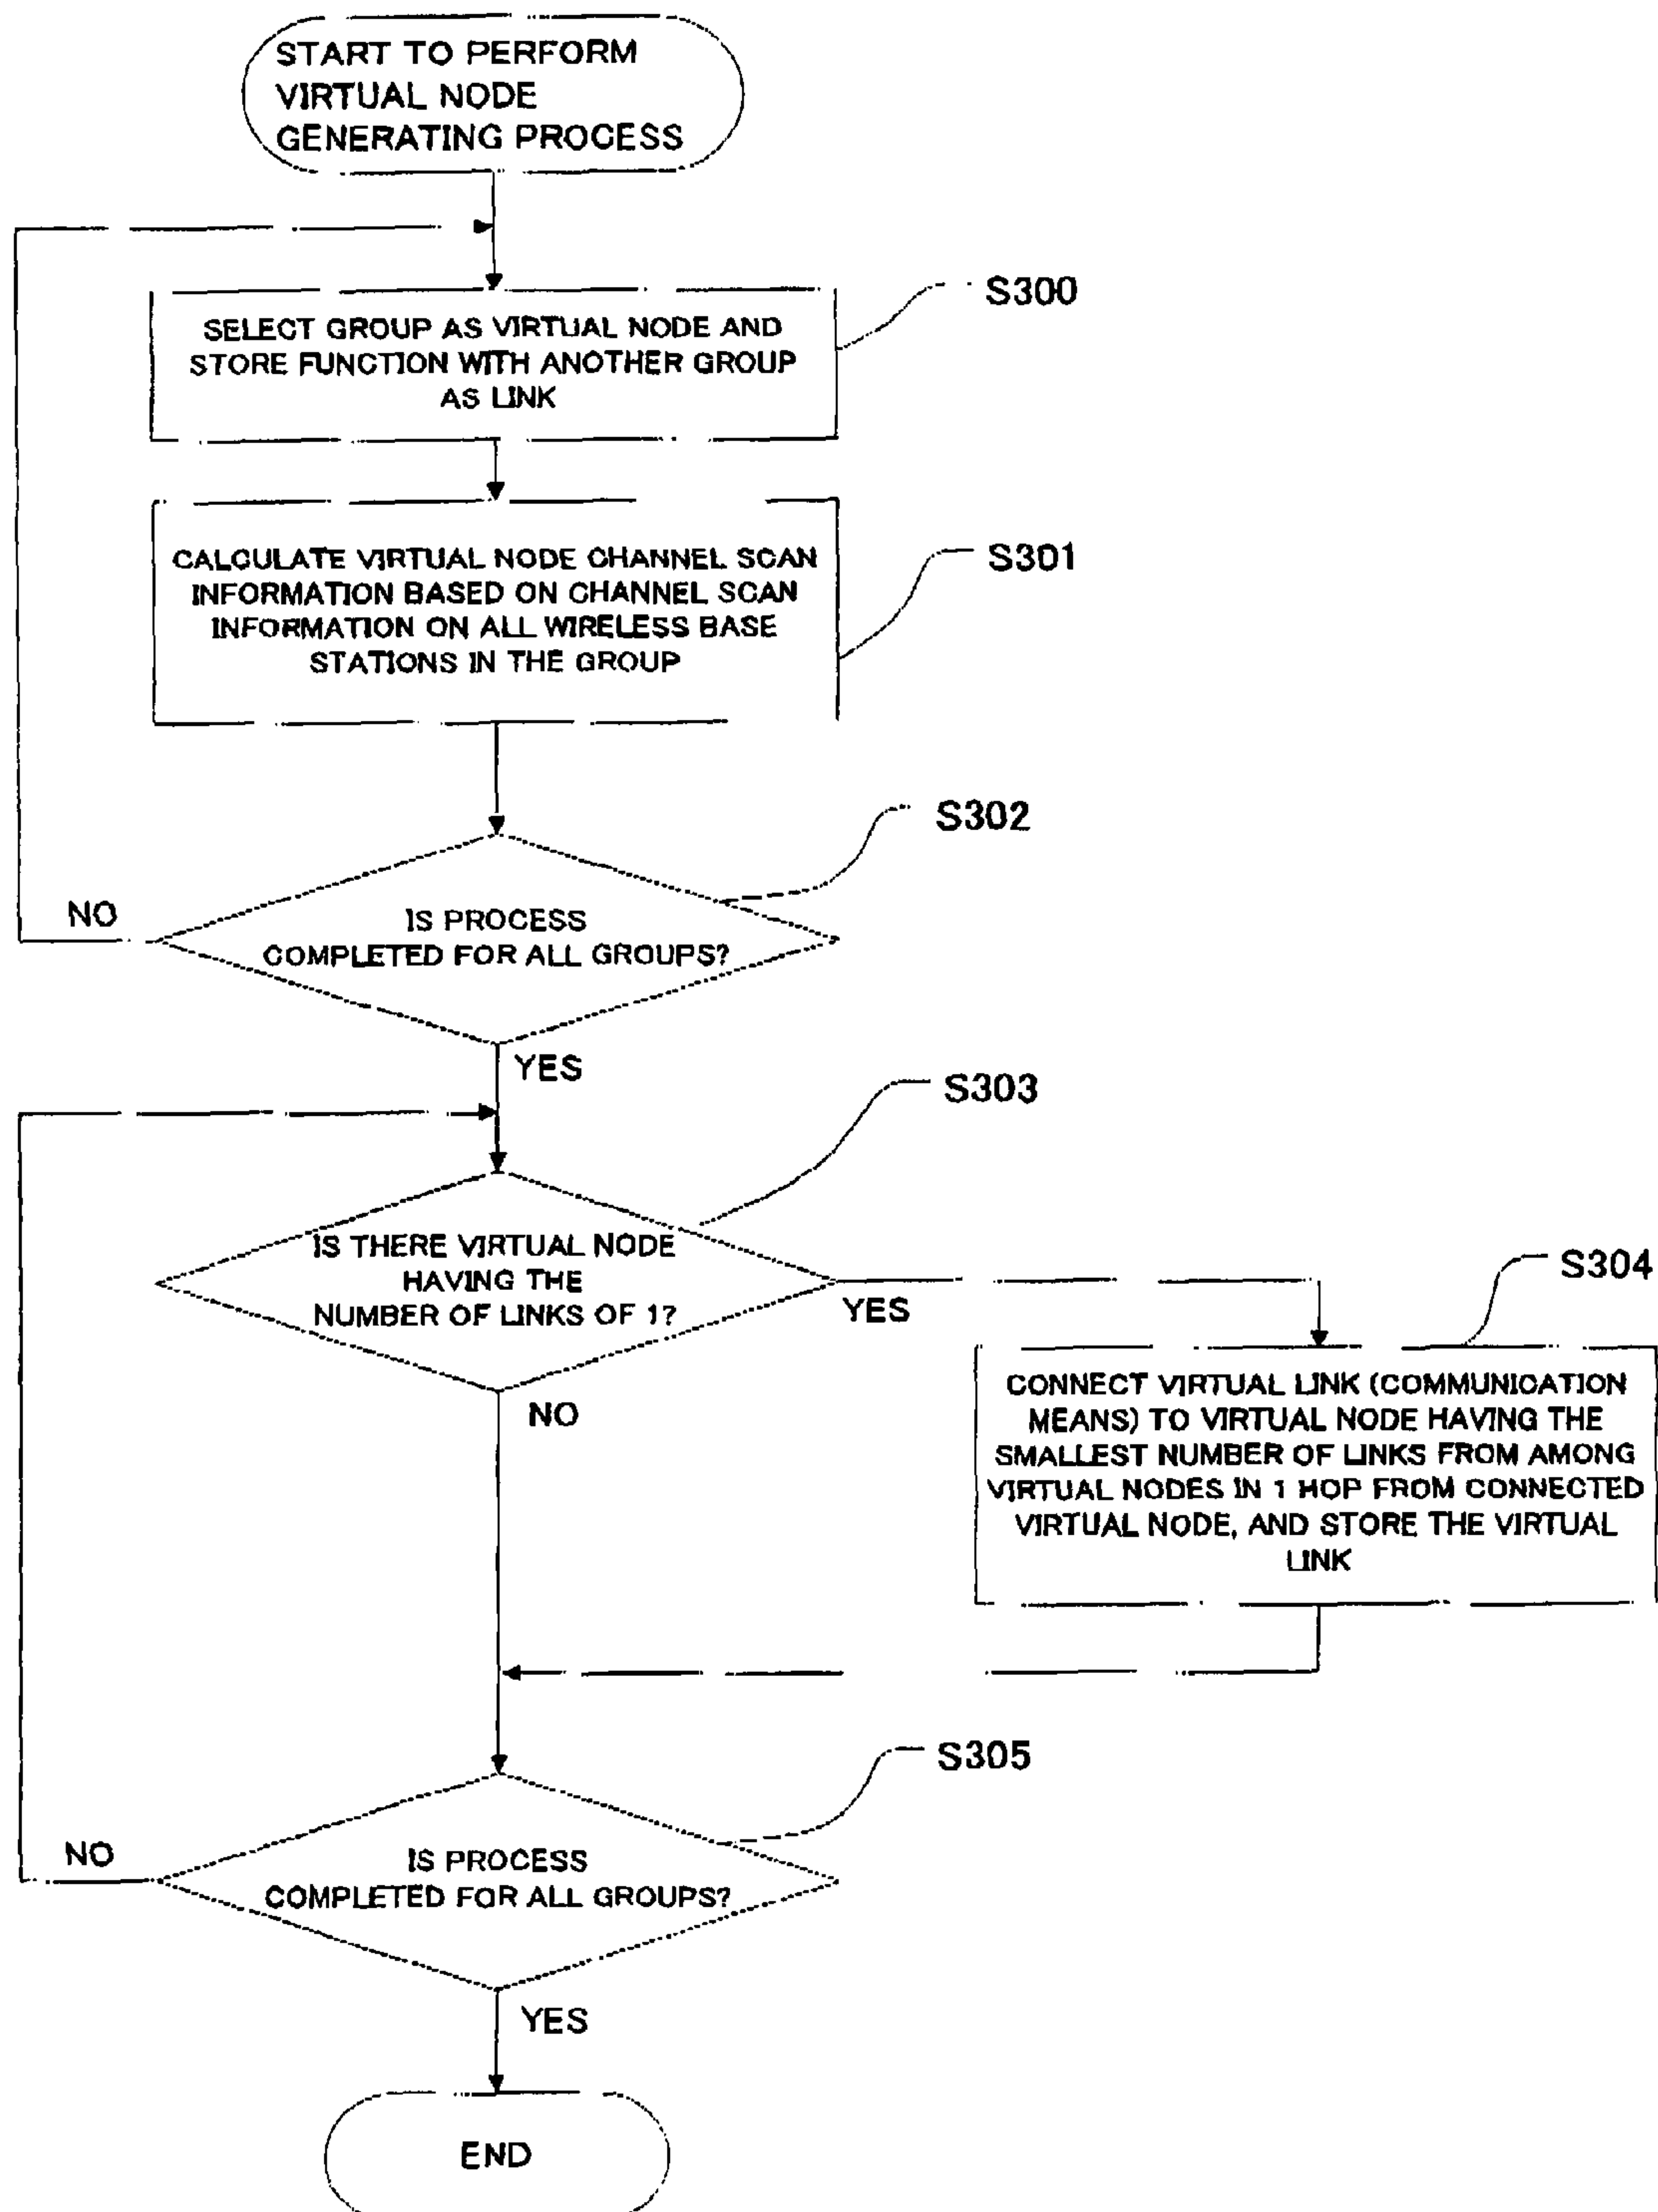 START TO PERFORM
VIRTUAL NODE
GENERATING PROCESS
S300
SELECT GROUP AS VIRTUAL NODE AND
STORE FUNCTION WITH ANOTHER GROUP
AS LINK
S301
CALCULATE VIRTUAL NODE CHANNEL SCAN
INFORMATION BASED ON CHANNEL SCAN
INFORMATION ON ALL WIRELESS BASE
STATIONS IN THE GROUP
S302
NO
IS PROCESS
COMPLETED FOR ALL GROUPS?
YES
S303
IS THERE VIRTUAL NODE
HAVING THE
NUMBER OF LINKS OF 1?
YES
NO
S304
CONNECT VIRTUAL LINK (COMMUNICATION
MEANS) TO VIRTUAL NODE HAVING THE
SMALLEST NUMBER OF LINKS FROM AMONG
VIRTUAL NODES IN 1 HOP FROM CONNECTED
VIRTUAL NODE, AND STORE THE VIRTUAL
LINK
S305
NO
IS PROCESS
COMPLETED FOR ALL GROUPS?
YES
END